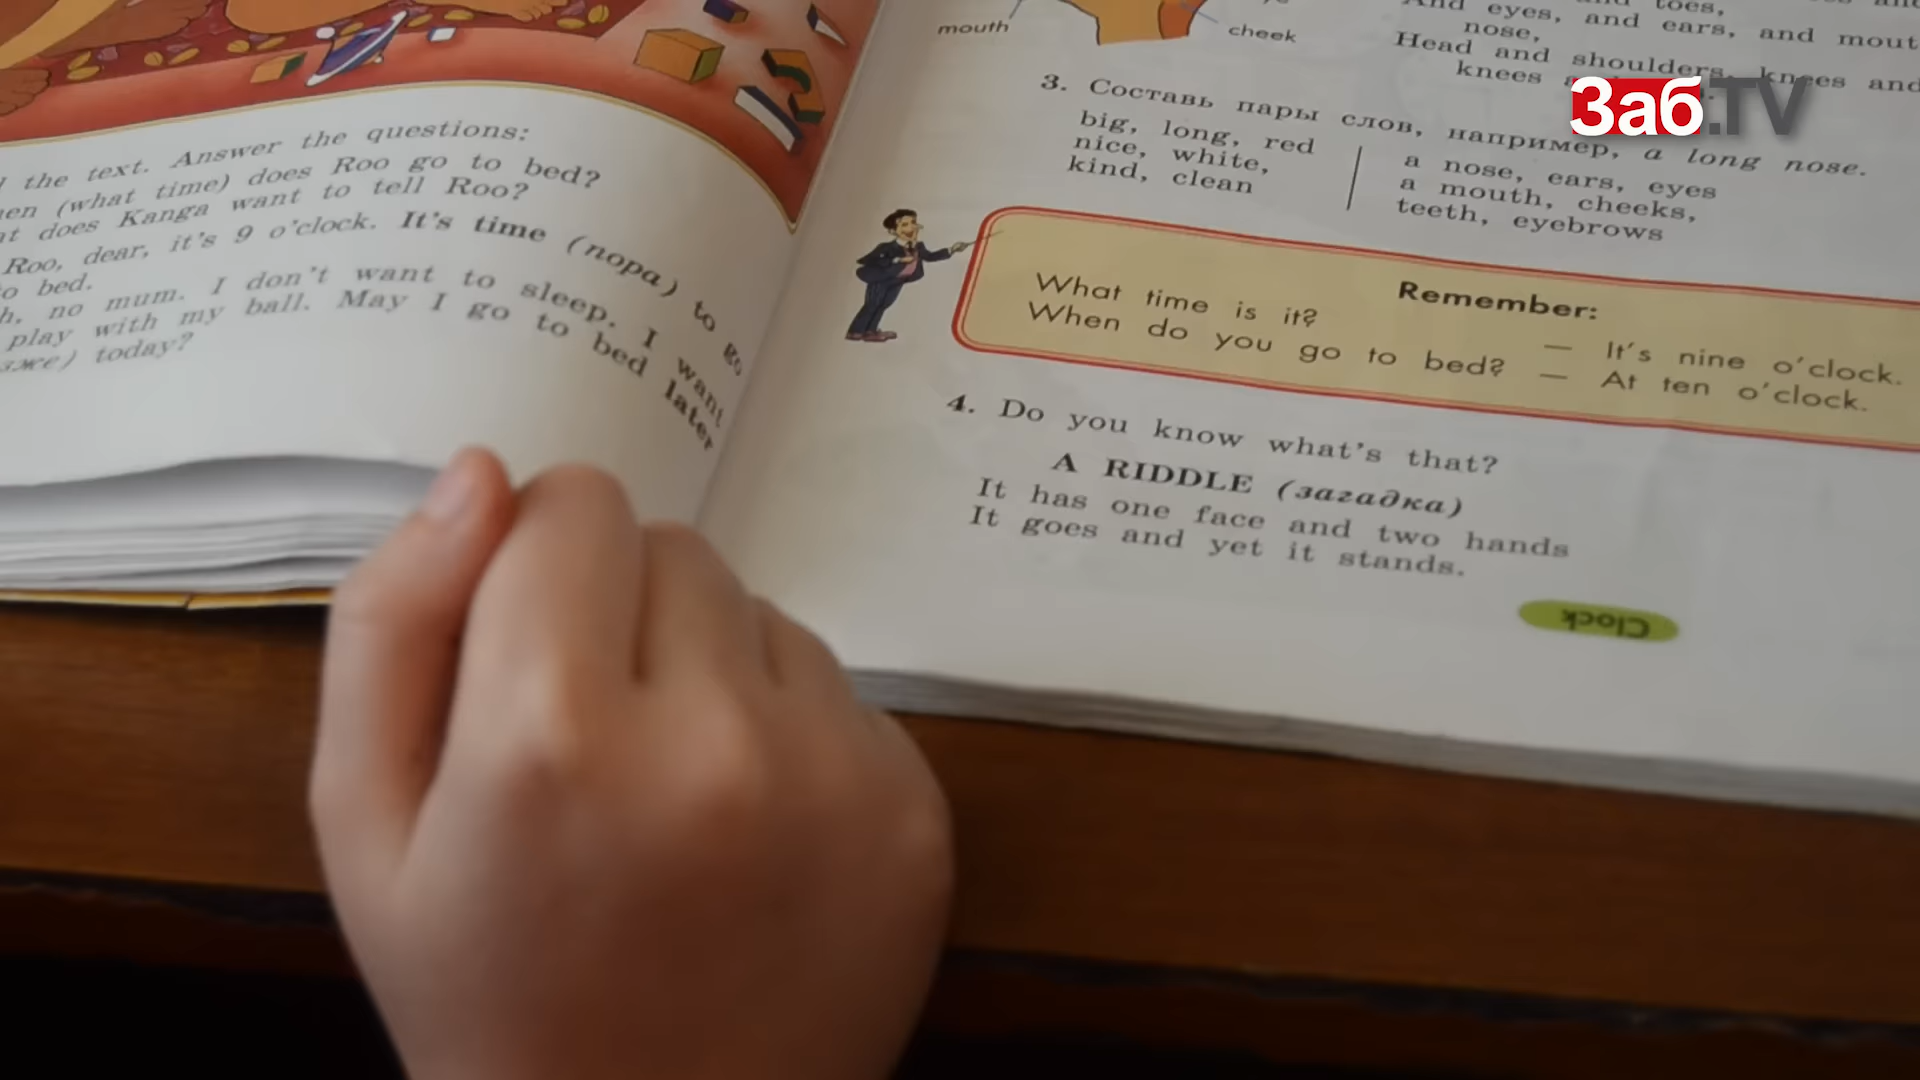 the text. Answer the questions:
(what time) does Roo go to bed?
does Kanga want to tell Roo?
Roo, dear, it's 9 o'clock. It's time (пора) to go
to bed.
no mum. I don't want to sleep. I want
play with my ball. May I go to bed later
today?
mouth
cheek
toes,
And eyes, and ears, and
nose,
Head and shoulders, knees and
knees
3. Составь пары слов, например, a long nose.
big, long, red
nice, white,
kind, clean
a nose, ears, eyes
a mouth, cheeks,
teeth, eyebrows
Remember:
What time is it? — It's nine o'clock.
When do you go to bed? — At ten o'clock.
4. Do you know what's that?
A RIDDLE (загадка)
It has one face and two hands
It goes and yet it stands.
Clock
Заб.TV